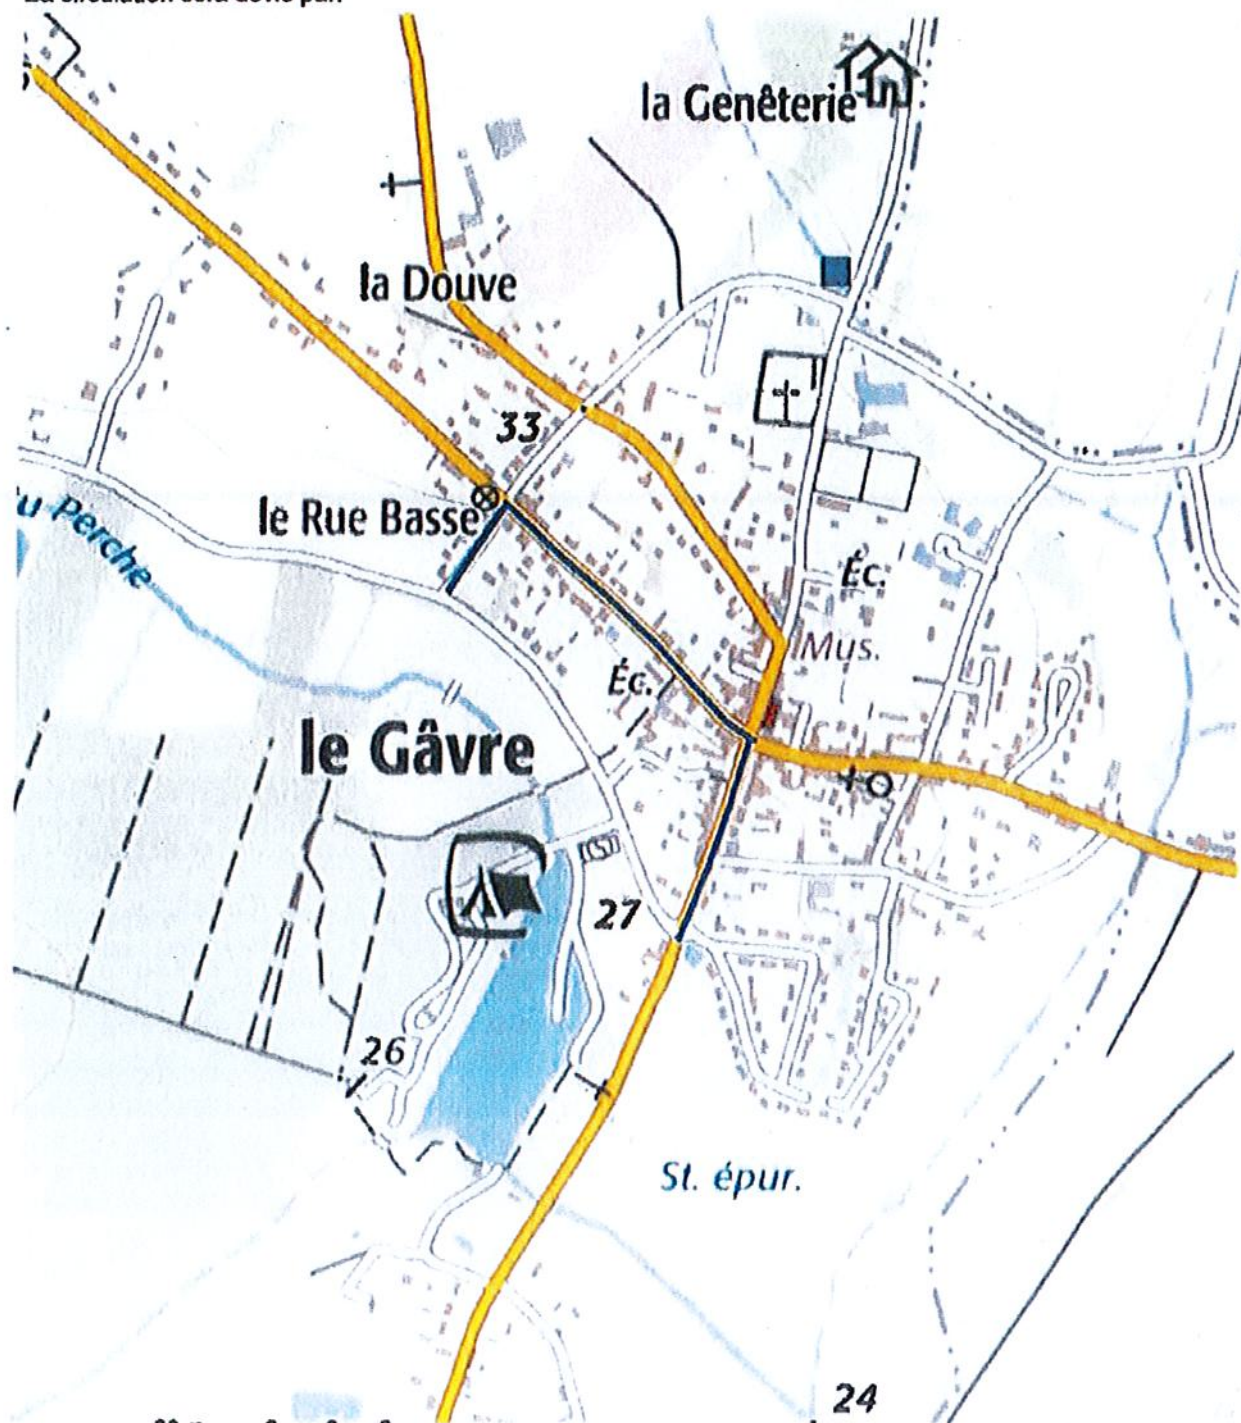 la Genêterie
la Douve
33
le Rue Basse
u Perche
Éc.
Mus.
Éc.
le Gâvre
27
26
St. épur.
24